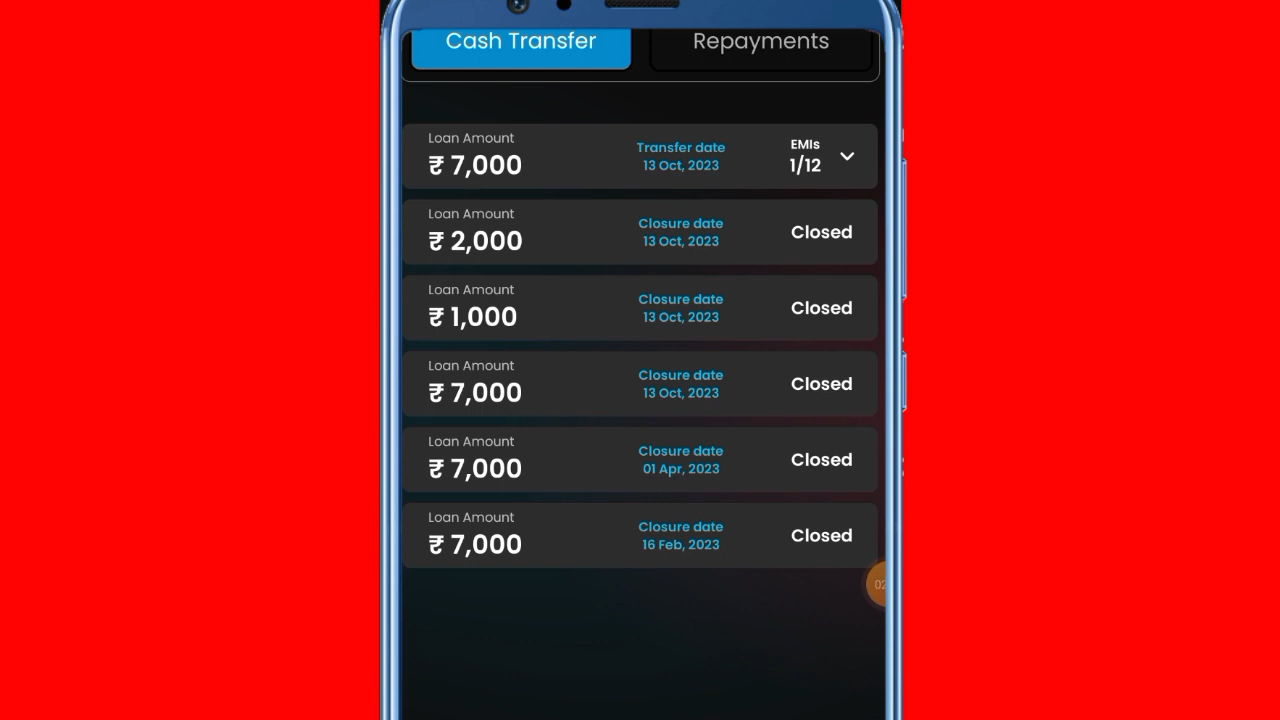 Cash Transfer
Repayments
Loan Amount
₹ 7,000
Transfer date
13 Oct, 2023
EMIs
1/12
Loan Amount
₹ 2,000
Closure date
13 Oct, 2023
Closed
Loan Amount
₹ 1,000
Closure date
13 Oct, 2023
Closed
Loan Amount
₹ 7,000
Closure date
13 Oct, 2023
Closed
Loan Amount
₹ 7,000
Closure date
01 Apr, 2023
Closed
Loan Amount
₹ 7,000
Closure date
16 Feb, 2023
Closed